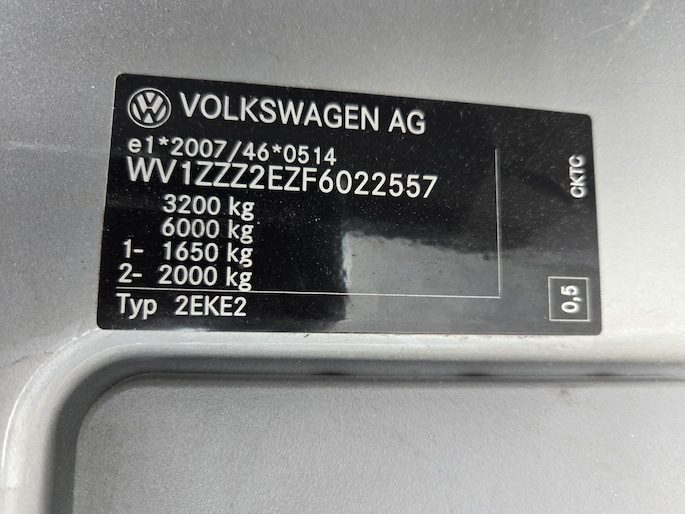 VOLKSWAGEN AG
e1*2007/46*0514
WV1ZZZ2EZF6022557
3200 kg
6000 kg
1- 1650 kg
2- 2000 kg
Typ 2EKE2
CKTC
0,5